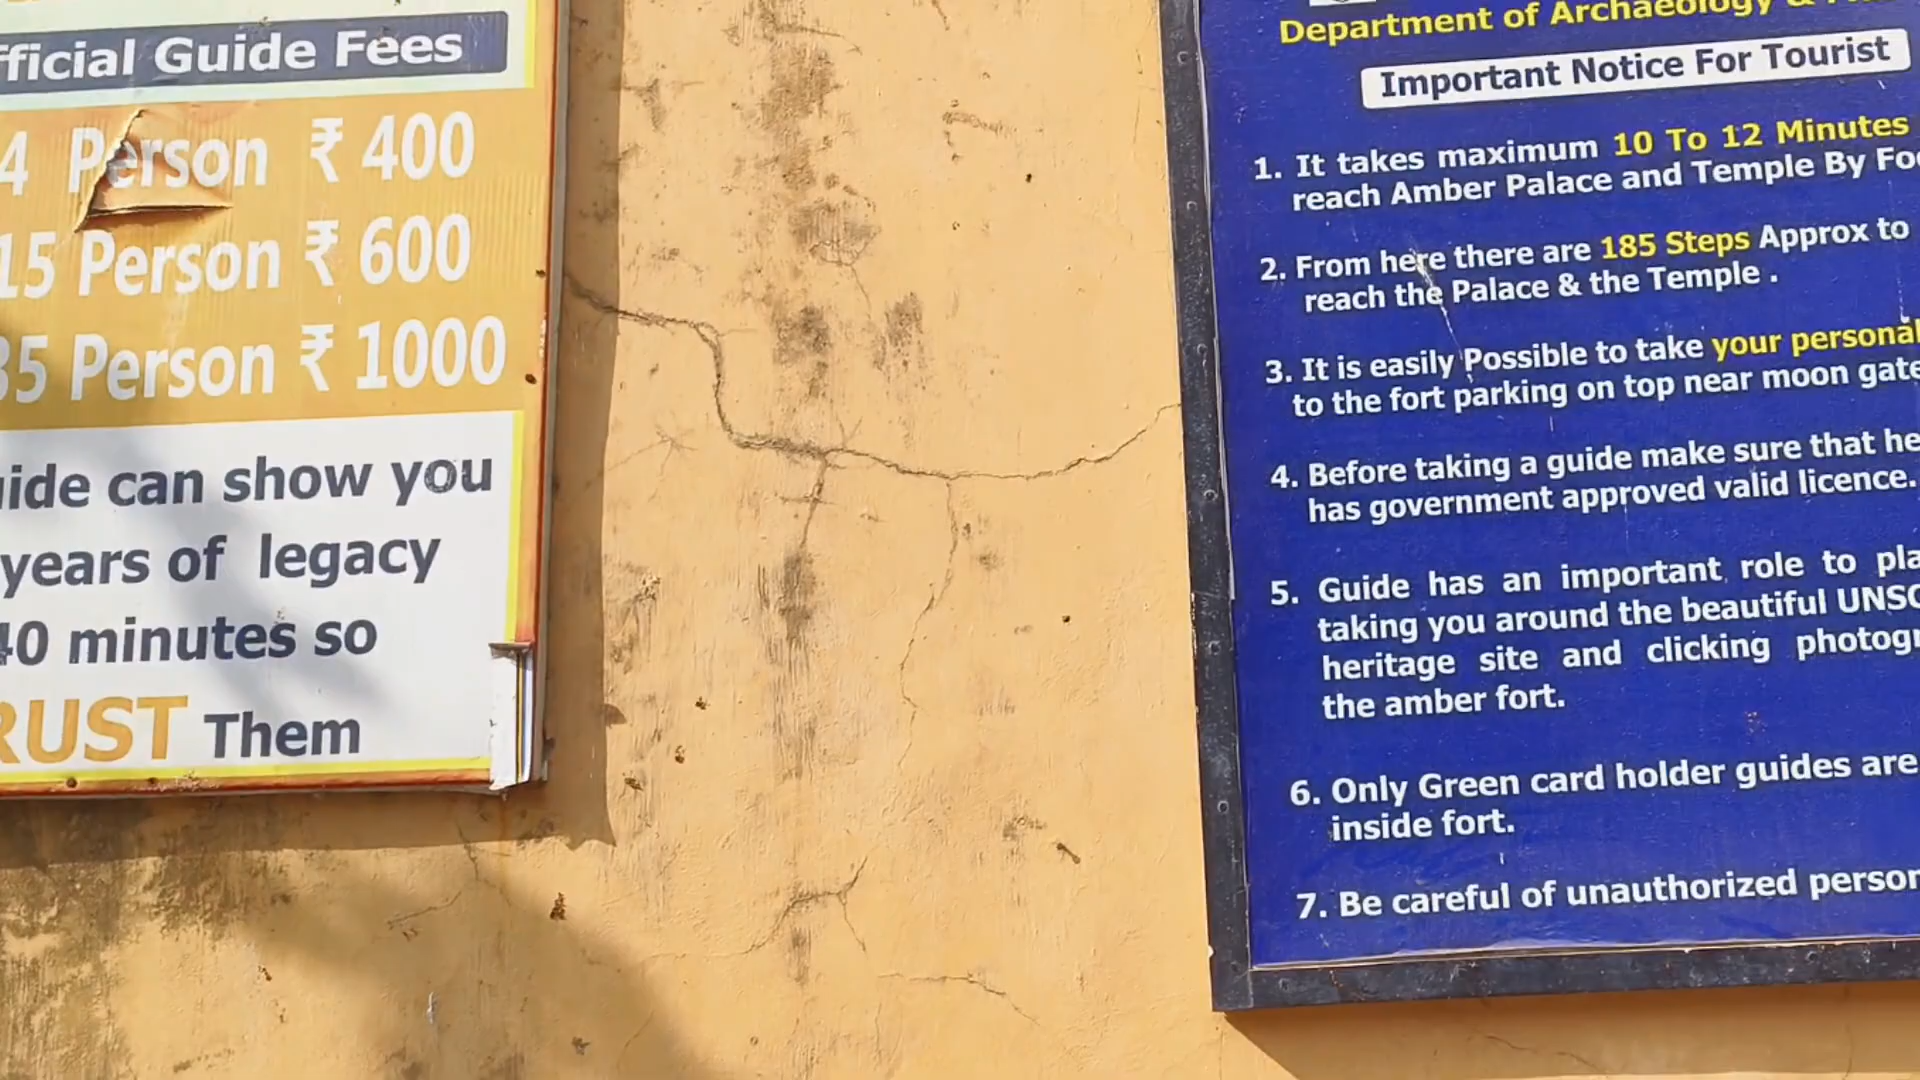 Official Guide Fees
4 Person ₹ 400
15 Person ₹ 600
35 Person ₹ 1000
can show you
years of legacy
40 minutes so
TRUST Them
Department of Archaeology &
Important Notice For Tourist
1. It takes maximum 10 To 12 Minutes
reach Amber Palace and Temple By
2. From here there are 185 Steps Approx to
reach the Palace & the Temple .
3. It is easily Possible to take your personal
to the fort parking on top near moon gate
4. Before taking a guide make sure that he
has government approved valid licence.
5. Guide has an important role to
taking you around the beautiful
heritage site and clicking
the amber fort.
6. Only Green card holder guides are
inside fort.
7. Be careful of unauthorized